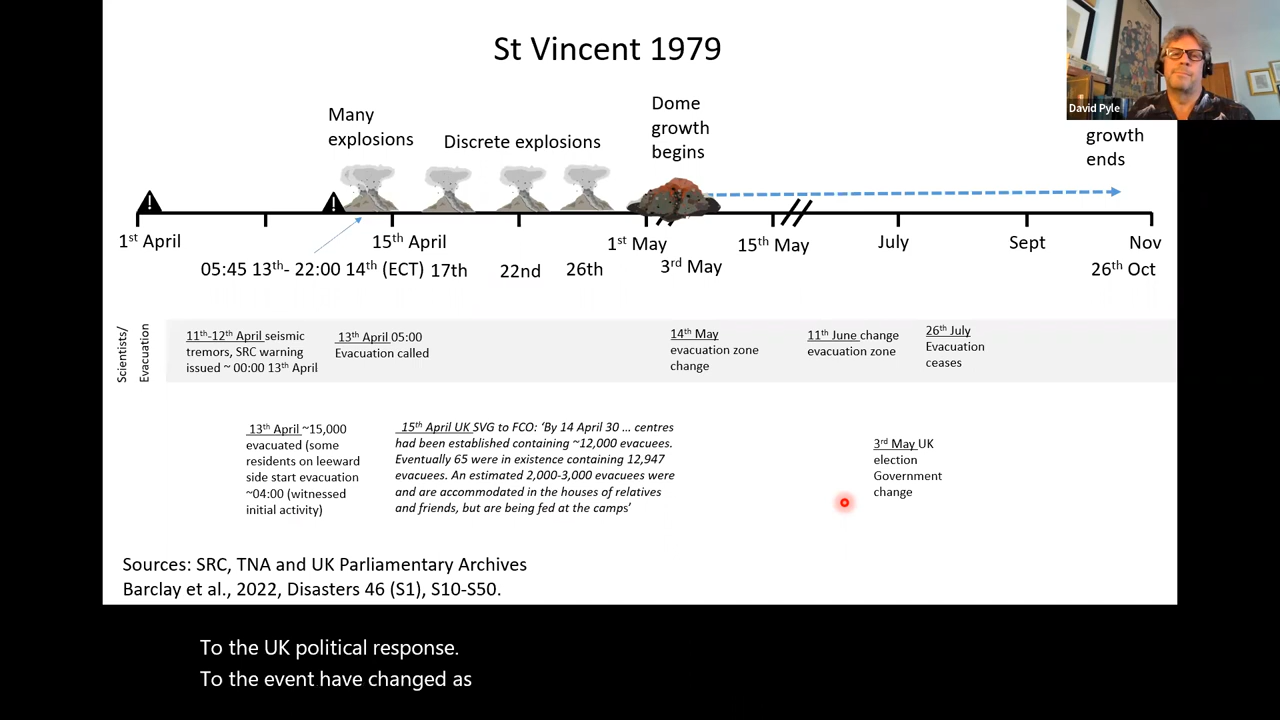 St Vincent 1979
David Pyle
Many
explosions
Discrete explosions
Dome
growth
begins
growth
ends
!
!
1st April
15th April
1st May
15th May
July
Sept
Nov
05:45 13th- 22:00 14th (ECT)
17th
22nd
26th
3rd May
26th Oct
Scientists/
Evacuation
11th-12th April seismic
tremors, SRC warning
issued ~ 00:00 13th April
13th April 05:00
Evacuation called
14th May
evacuation zone
change
11th June change
evacuation zone
26th July
Evacuation
ceases
13th April ~15,000
evacuated (some
residents on leeward
side start evacuation
~04:00 (witnessed
initial activity)
15th April UK SVG to FCO: ‘By 14 April 30 … centres
had been established containing ~12,000 evacuees.
Eventually 65 were in existence containing 12,947
evacuees. An estimated 2,000-3,000 evacuees were
and are accommodated in the houses of relatives
and friends, but are being fed at the camps’
3rd May UK
election
Government
change
Sources: SRC, TNA and UK Parliamentary Archives
Barclay et al., 2022, Disasters 46 (S1), S10-S50.
To the UK political response.
To the event have changed as